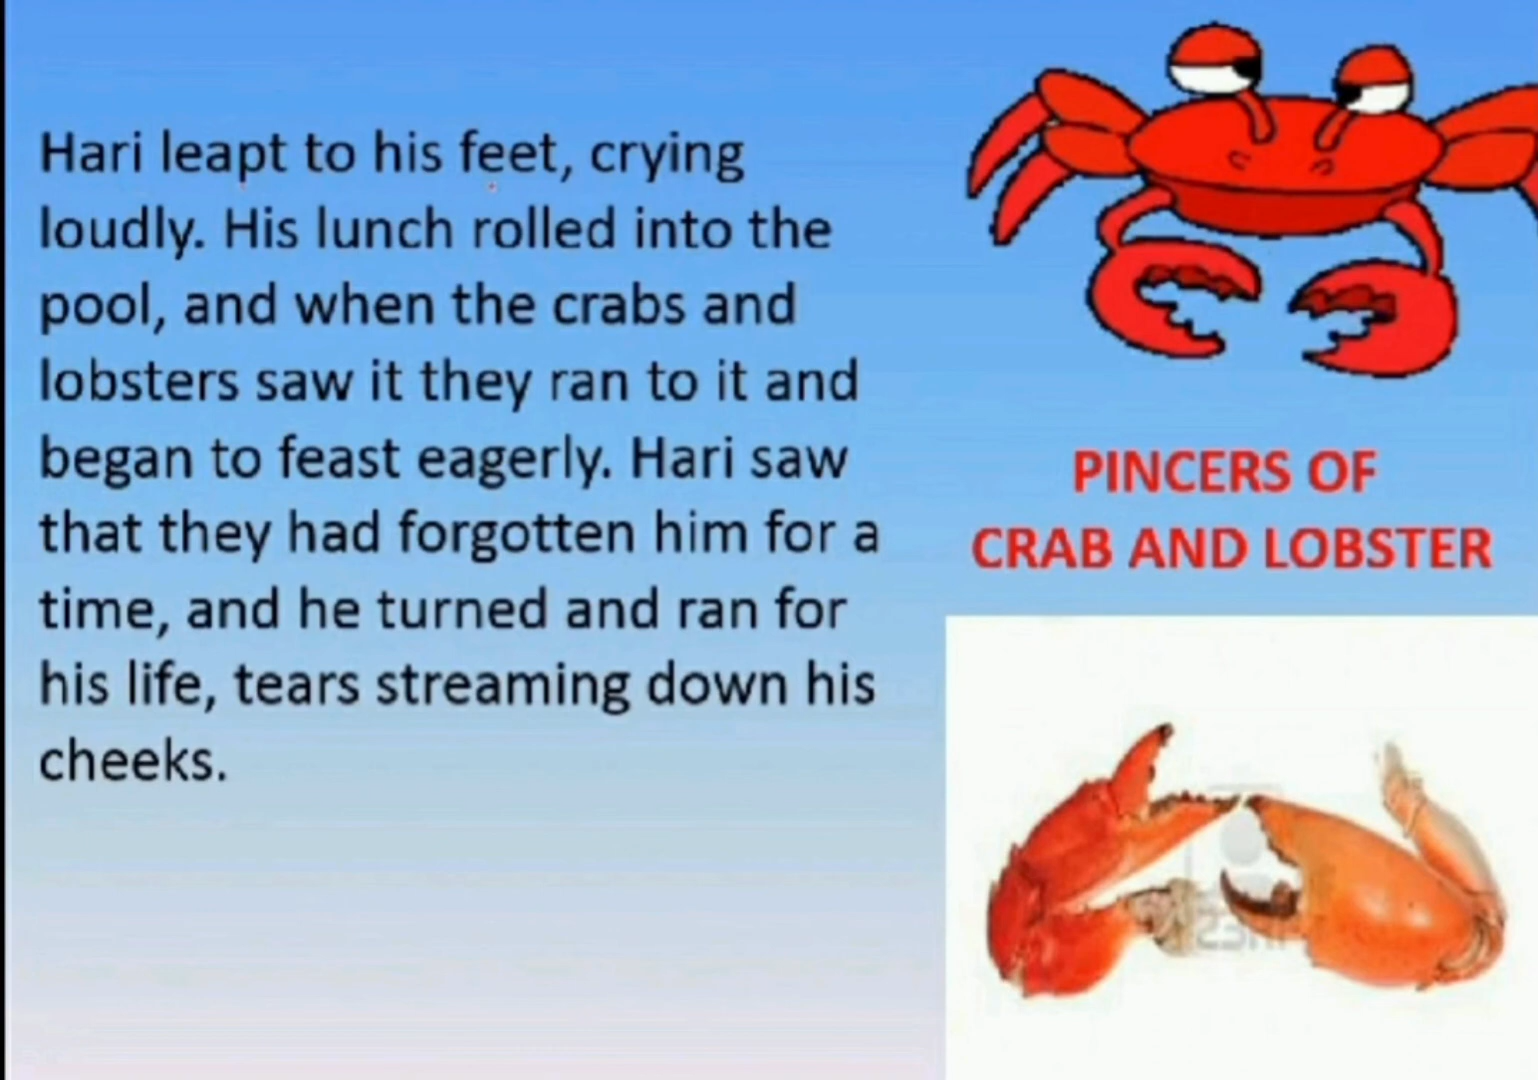 Hari leapt to his feet, crying
loudly. His lunch rolled into the
pool, and when the crabs and
lobsters saw it they ran to it and
began to feast eagerly. Hari saw
that they had forgotten him for a
time, and he turned and ran for
his life, tears streaming down his
cheeks.
PINCERS OF
CRAB AND LOBSTER